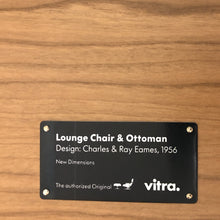 Lounge Chair & Ottoman
Design: Charles & Ray Eames, 1956
New Dimensions
The authorized Original vitra.